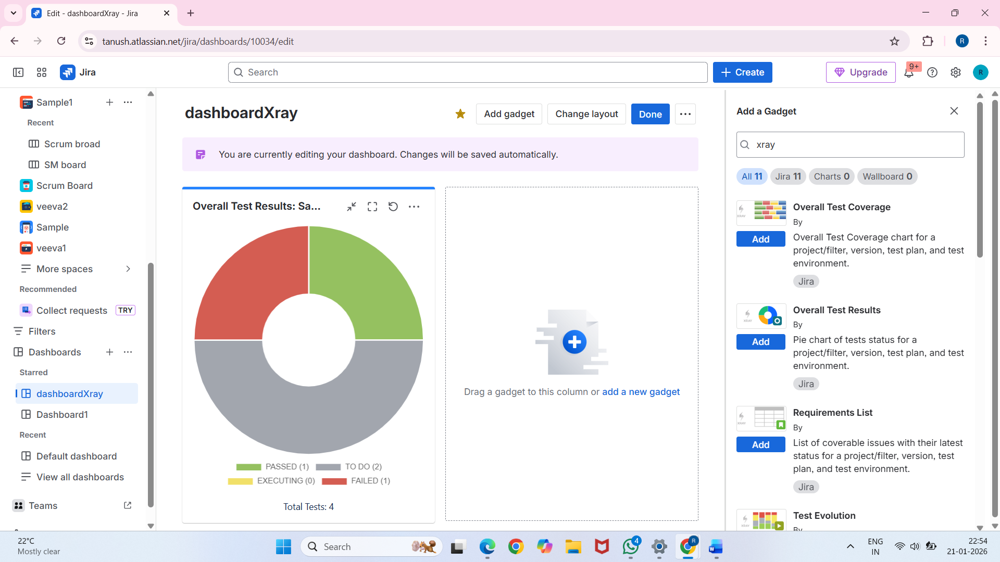 Edit - dashboardXray - Jira
tanush.atlassian.net/jira/dashboards/10034/edit
R
Jira
Search
Create
Upgrade
9+
R
Sample1
Recent
Scrum broad
SM board
Scrum Board
veeva2
Sample
veeva1
More spaces
Recommended
Collect requests TRY
Filters
Dashboards
Starred
dashboardXray
Dashboard1
Recent
Default dashboard
View all dashboards
Teams
dashboardXray
Add gadget
Change layout
Done
You are currently editing your dashboard. Changes will be saved automatically.
Overall Test Results: Sa...
PASSED (1) TO DO (2)
EXECUTING (0) FAILED (1)
Total Tests: 4
Drag a gadget to this column or add a new gadget
Add a Gadget
xray
All 11 Jira 11 Charts 0 Wallboard 0
XRAY
Overall Test Coverage
By
Add
Overall Test Coverage chart for a
project/filter, version, test plan, and test
environment.
Jira
XRAY
Overall Test Results
By
Add
Pie chart of tests status for a
project/filter, version, test plan, and test
environment.
Jira
XRAY
Requirements List
By
Add
List of coverable issues with their latest
status for a project/filter, version, test
plan, and test environment.
Jira
XRAY
Test Evolution
By
22°C
Mostly clear
Search
4
R
W
ENG
IN
22:54
21-01-2026